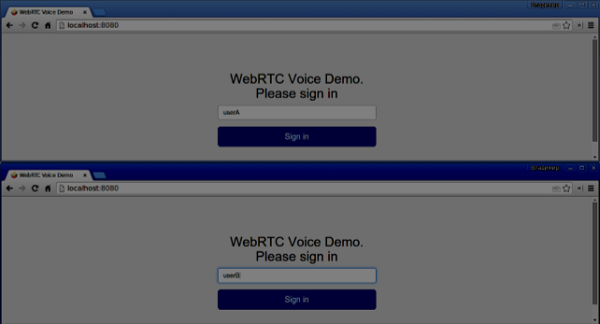 WebRTC Voice Demo
localhost:8080
WebRTC Voice Demo.
Please sign in
userA
Sign in
WebRTC Voice Demo
localhost:8080
WebRTC Voice Demo.
Please sign in
userB
Sign in